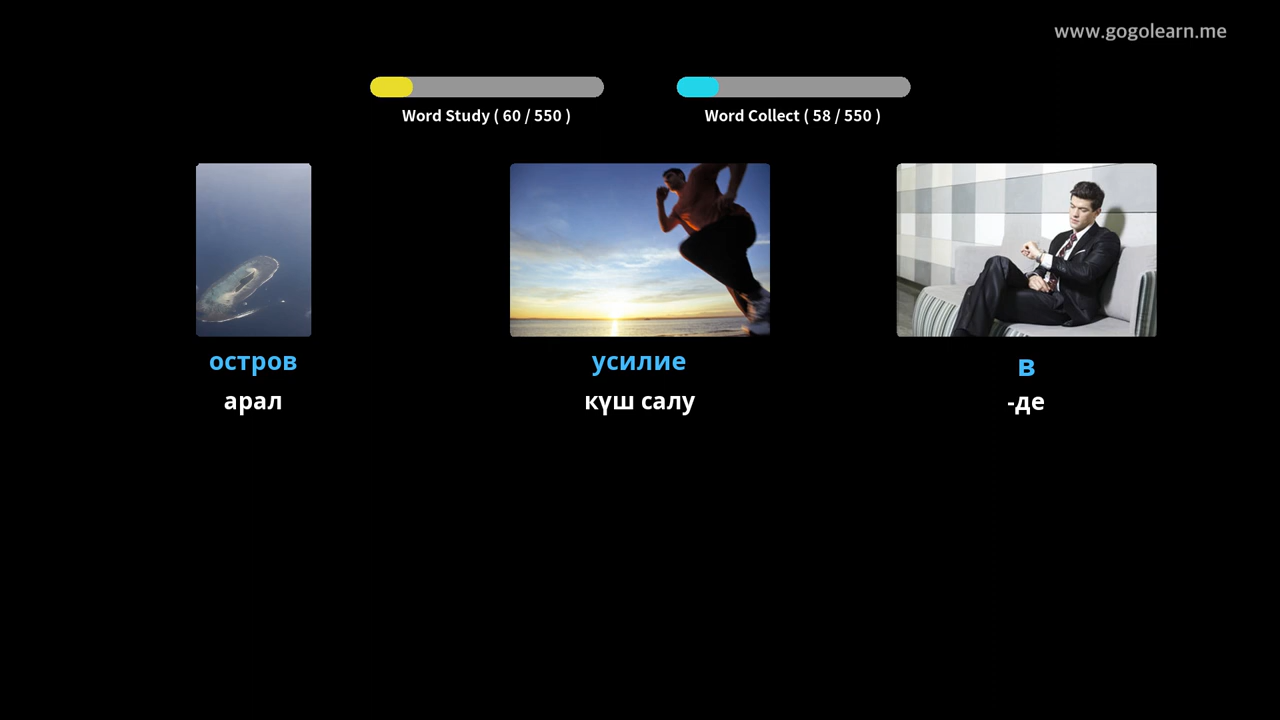 www.gogolearn.me
Word Study ( 60 / 550 )
Word Collect ( 58 / 550 )
остров
арал
усилие
күш салу
в
-де